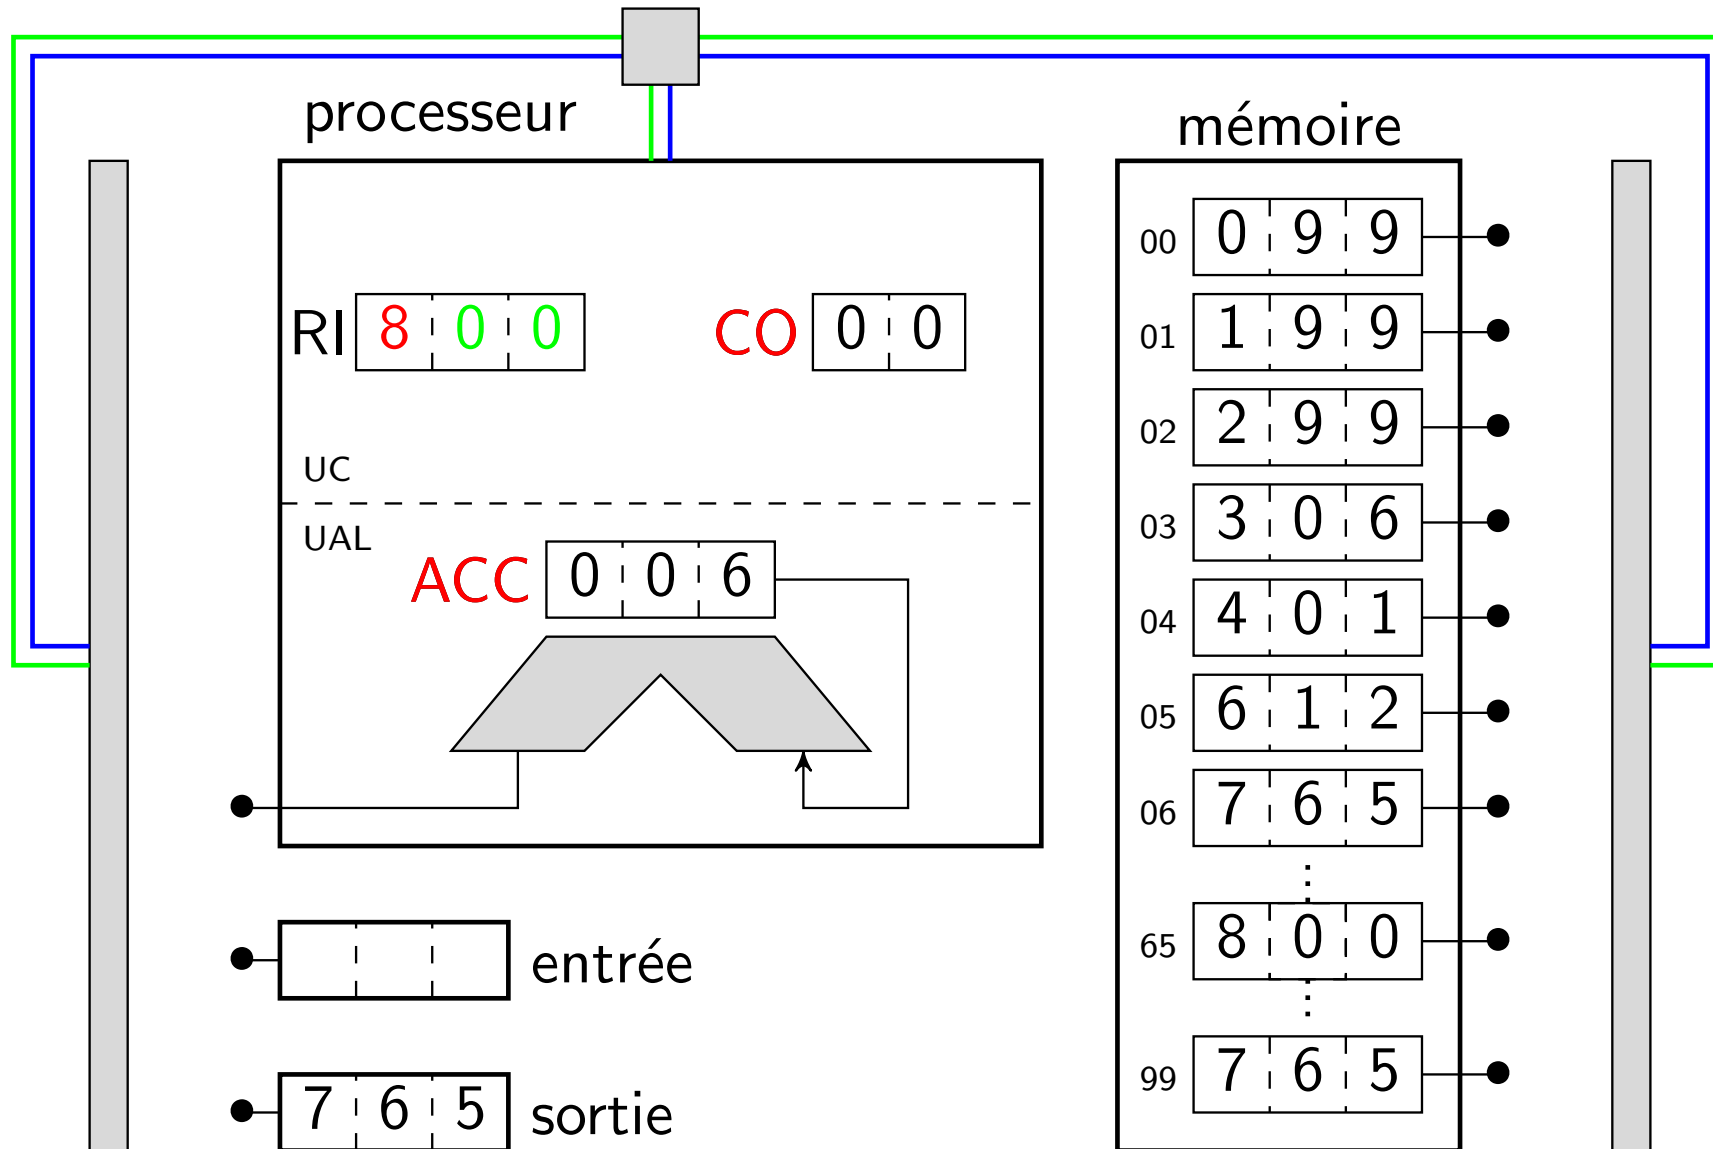 processeur
RI 8 0 0
CO 0 0
UC
UAL
ACC 0 0 6
entrée
7 6 5 sortie
mémoire
00 0 9 9
01 1 9 9
02 2 9 9
03 3 0 6
04 4 0 1
05 6 1 2
06 7 6 5
⋮
65 8 0 0
⋮
99 7 6 5